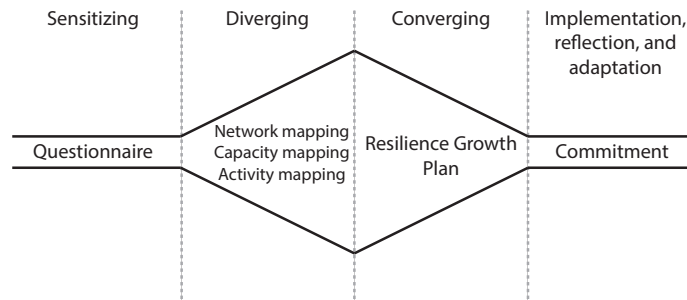 Sensitizing
Diverging
Converging
Implementation,
reflection, and
adaptation
Questionnaire
Network mapping
Capacity mapping
Activity mapping
Resilience Growth
Plan
Commitment